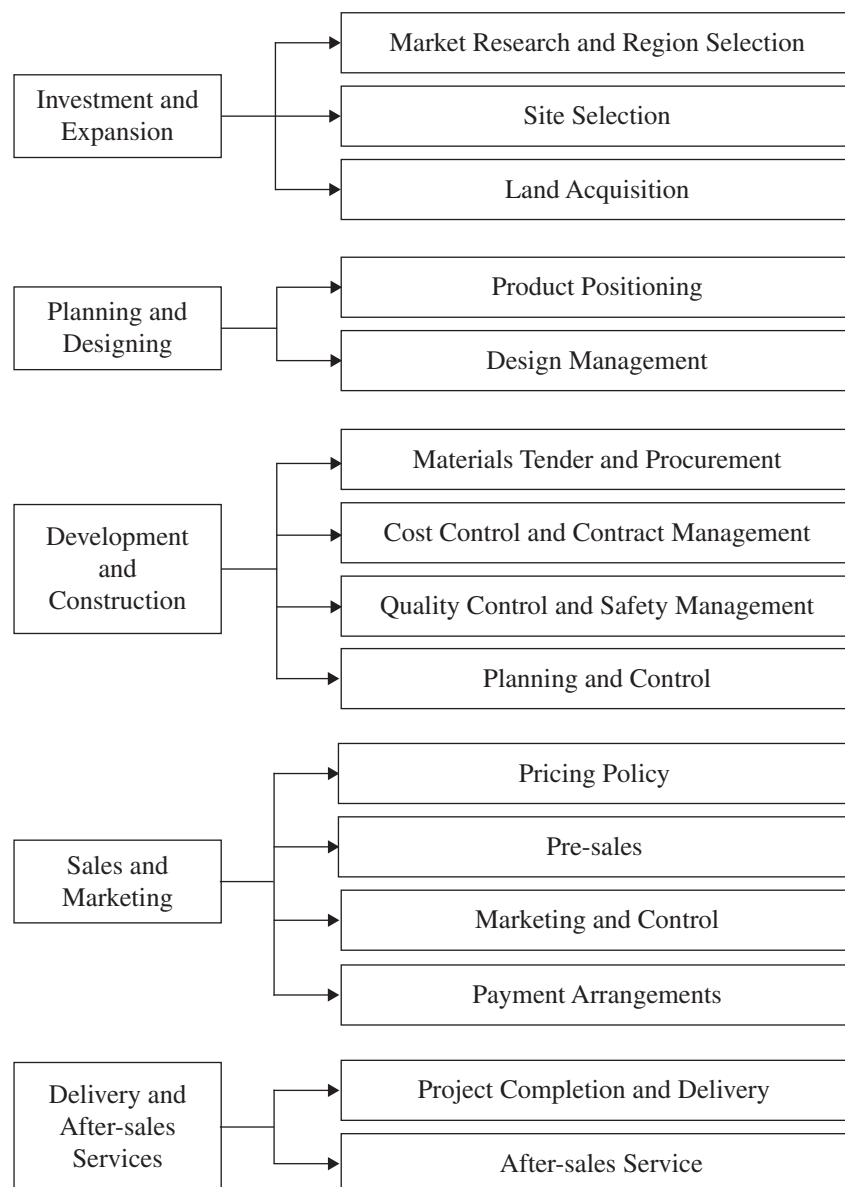 Investment and
Expansion
Market Research and Region Selection
Site Selection
Land Acquisition
Planning and
Designing
Product Positioning
Design Management
Development
and
Construction
Materials Tender and Procurement
Cost Control and Contract Management
Quality Control and Safety Management
Planning and Control
Sales and
Marketing
Pricing Policy
Pre-sales
Marketing and Control
Payment Arrangements
Delivery and
After-sales
Services
Project Completion and Delivery
After-sales Service